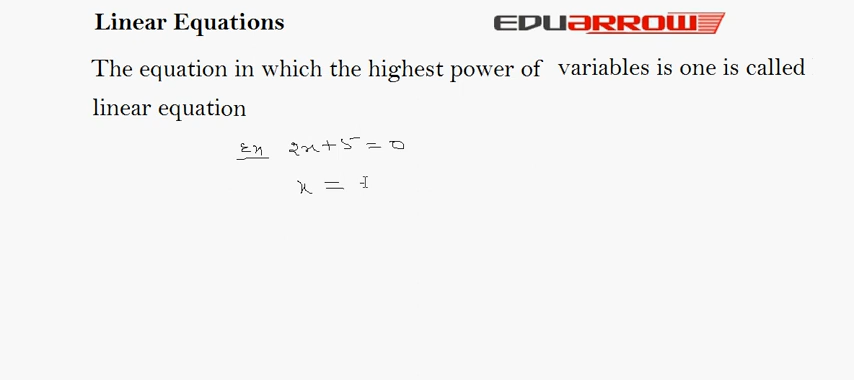 Linear Equations EDUARROW
The equation in which the highest power of variables is one is called
linear equation
Ex 2x+5=0
x =